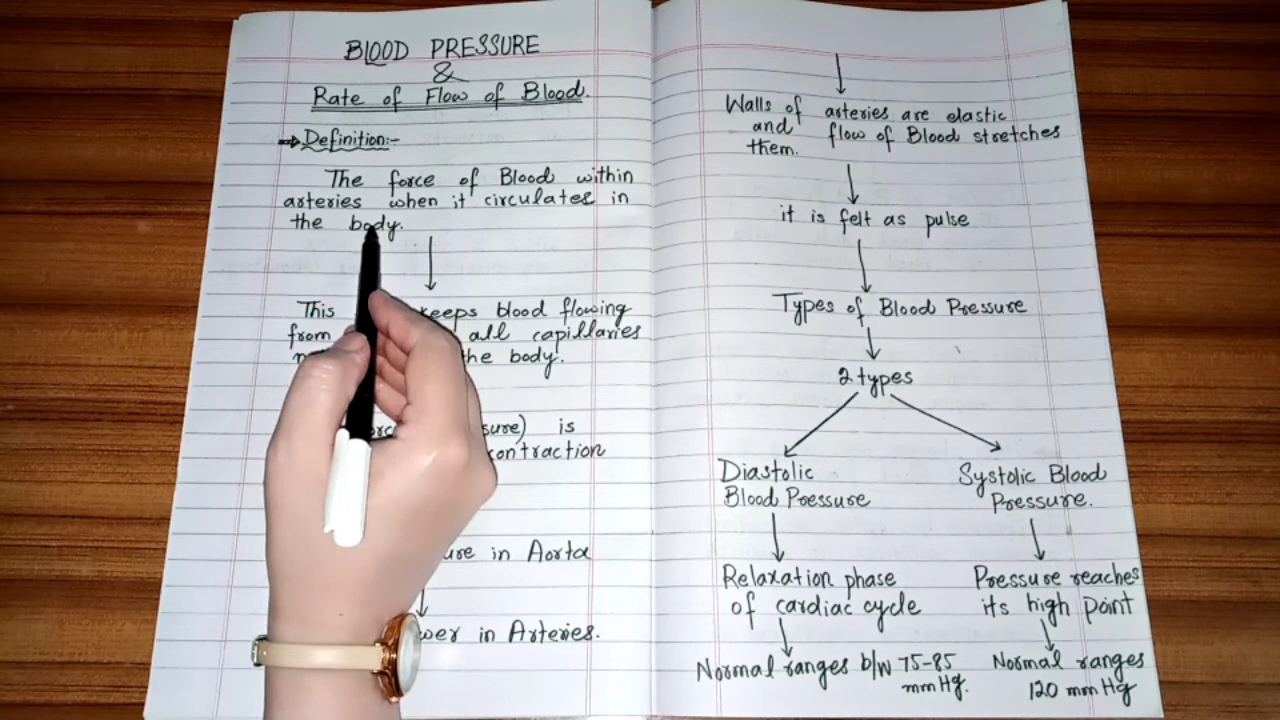 BLOOD PRESSURE
&
Rate of Flow of Blood.
Definition:-
The force of Blood within
arteries when it circulates in
the body.
This keeps blood flowing
from all capillaries
the body.
is
contraction
in Aorta
in Arteries.
Walls of arteries are elastic
and flow of Blood stretches
them.
it is felt as pulse
Types of Blood Pressure
2 types
Diastolic
Blood Pressure
Systolic Blood
Pressure.
Relaxation phase
of cardiac cycle
Pressure reaches
its high point
Normal ranges b/w 75-85
mmHg.
Normal ranges
120 mmHg